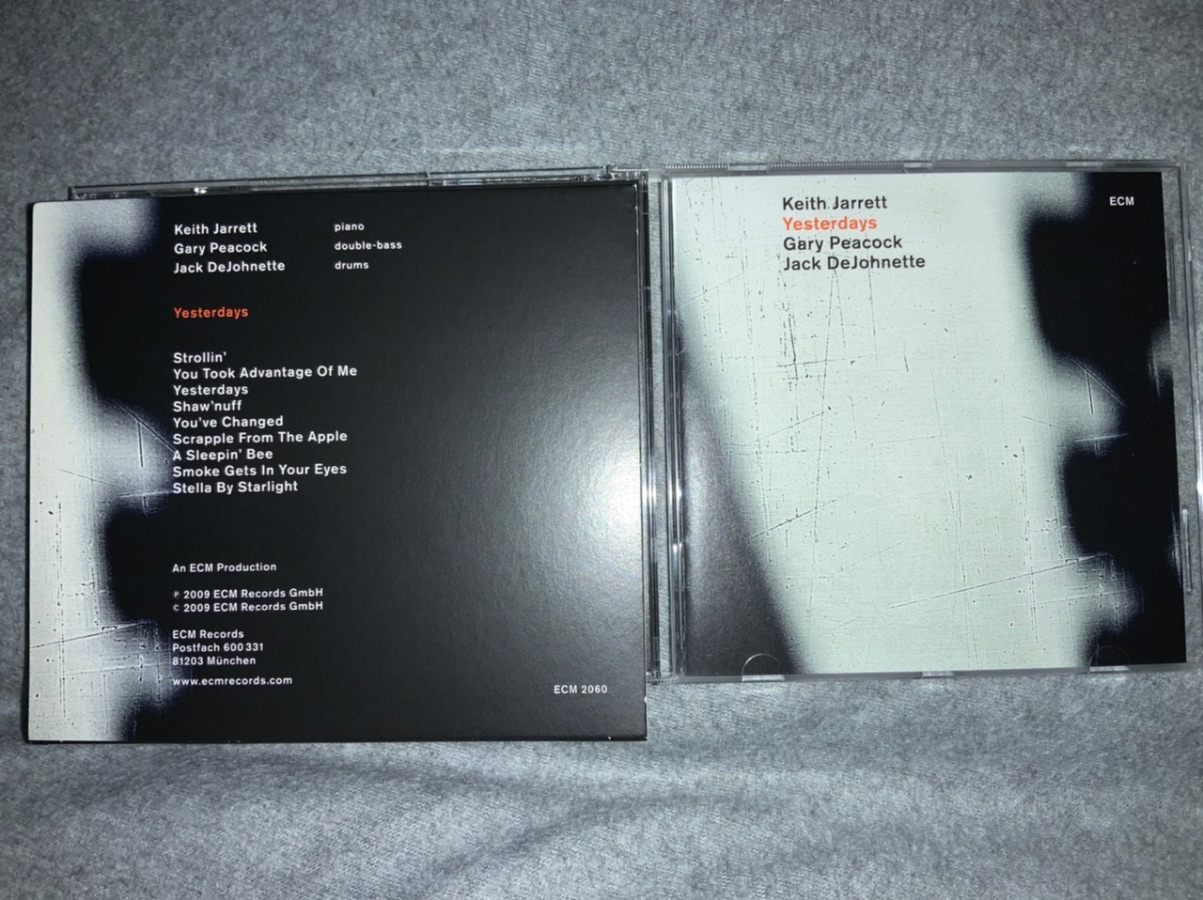 Keith Jarrett piano
Gary Peacock double-bass
Jack DeJohnette drums
Yesterdays
Strollin'
You Took Advantage Of Me
Yesterdays
Shaw'nuff
You've Changed
Scrapple From The Apple
A Sleepin' Bee
Smoke Gets In Your Eyes
Stella By Starlight
An ECM Production
℗ 2009 ECM Records GmbH
© 2009 ECM Records GmbH
ECM Records
Postfach 600 331
81203 München
www.ecmrecords.com
ECM 2060
Keith Jarrett
Yesterdays
Gary Peacock
Jack DeJohnette
ECM